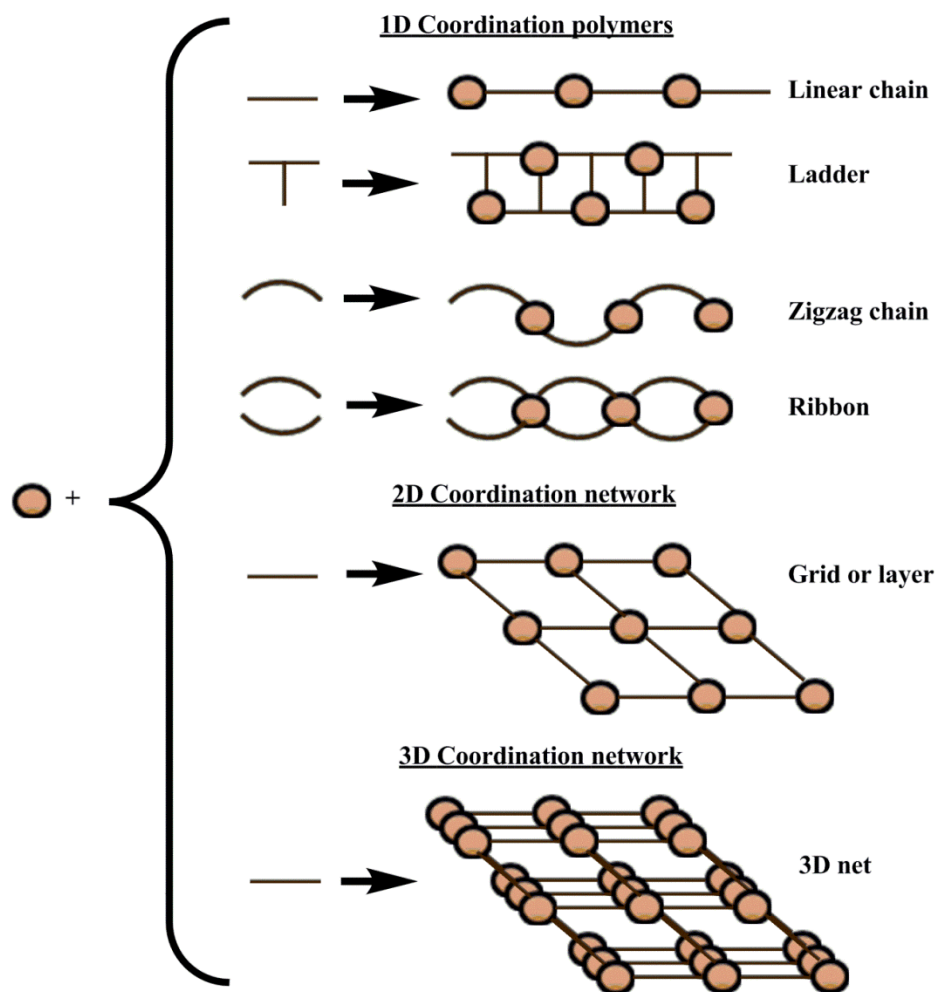 1D Coordination polymers
Linear chain
Ladder
Zigzag chain
Ribbon
+
2D Coordination network
Grid or layer
3D Coordination network
3D net